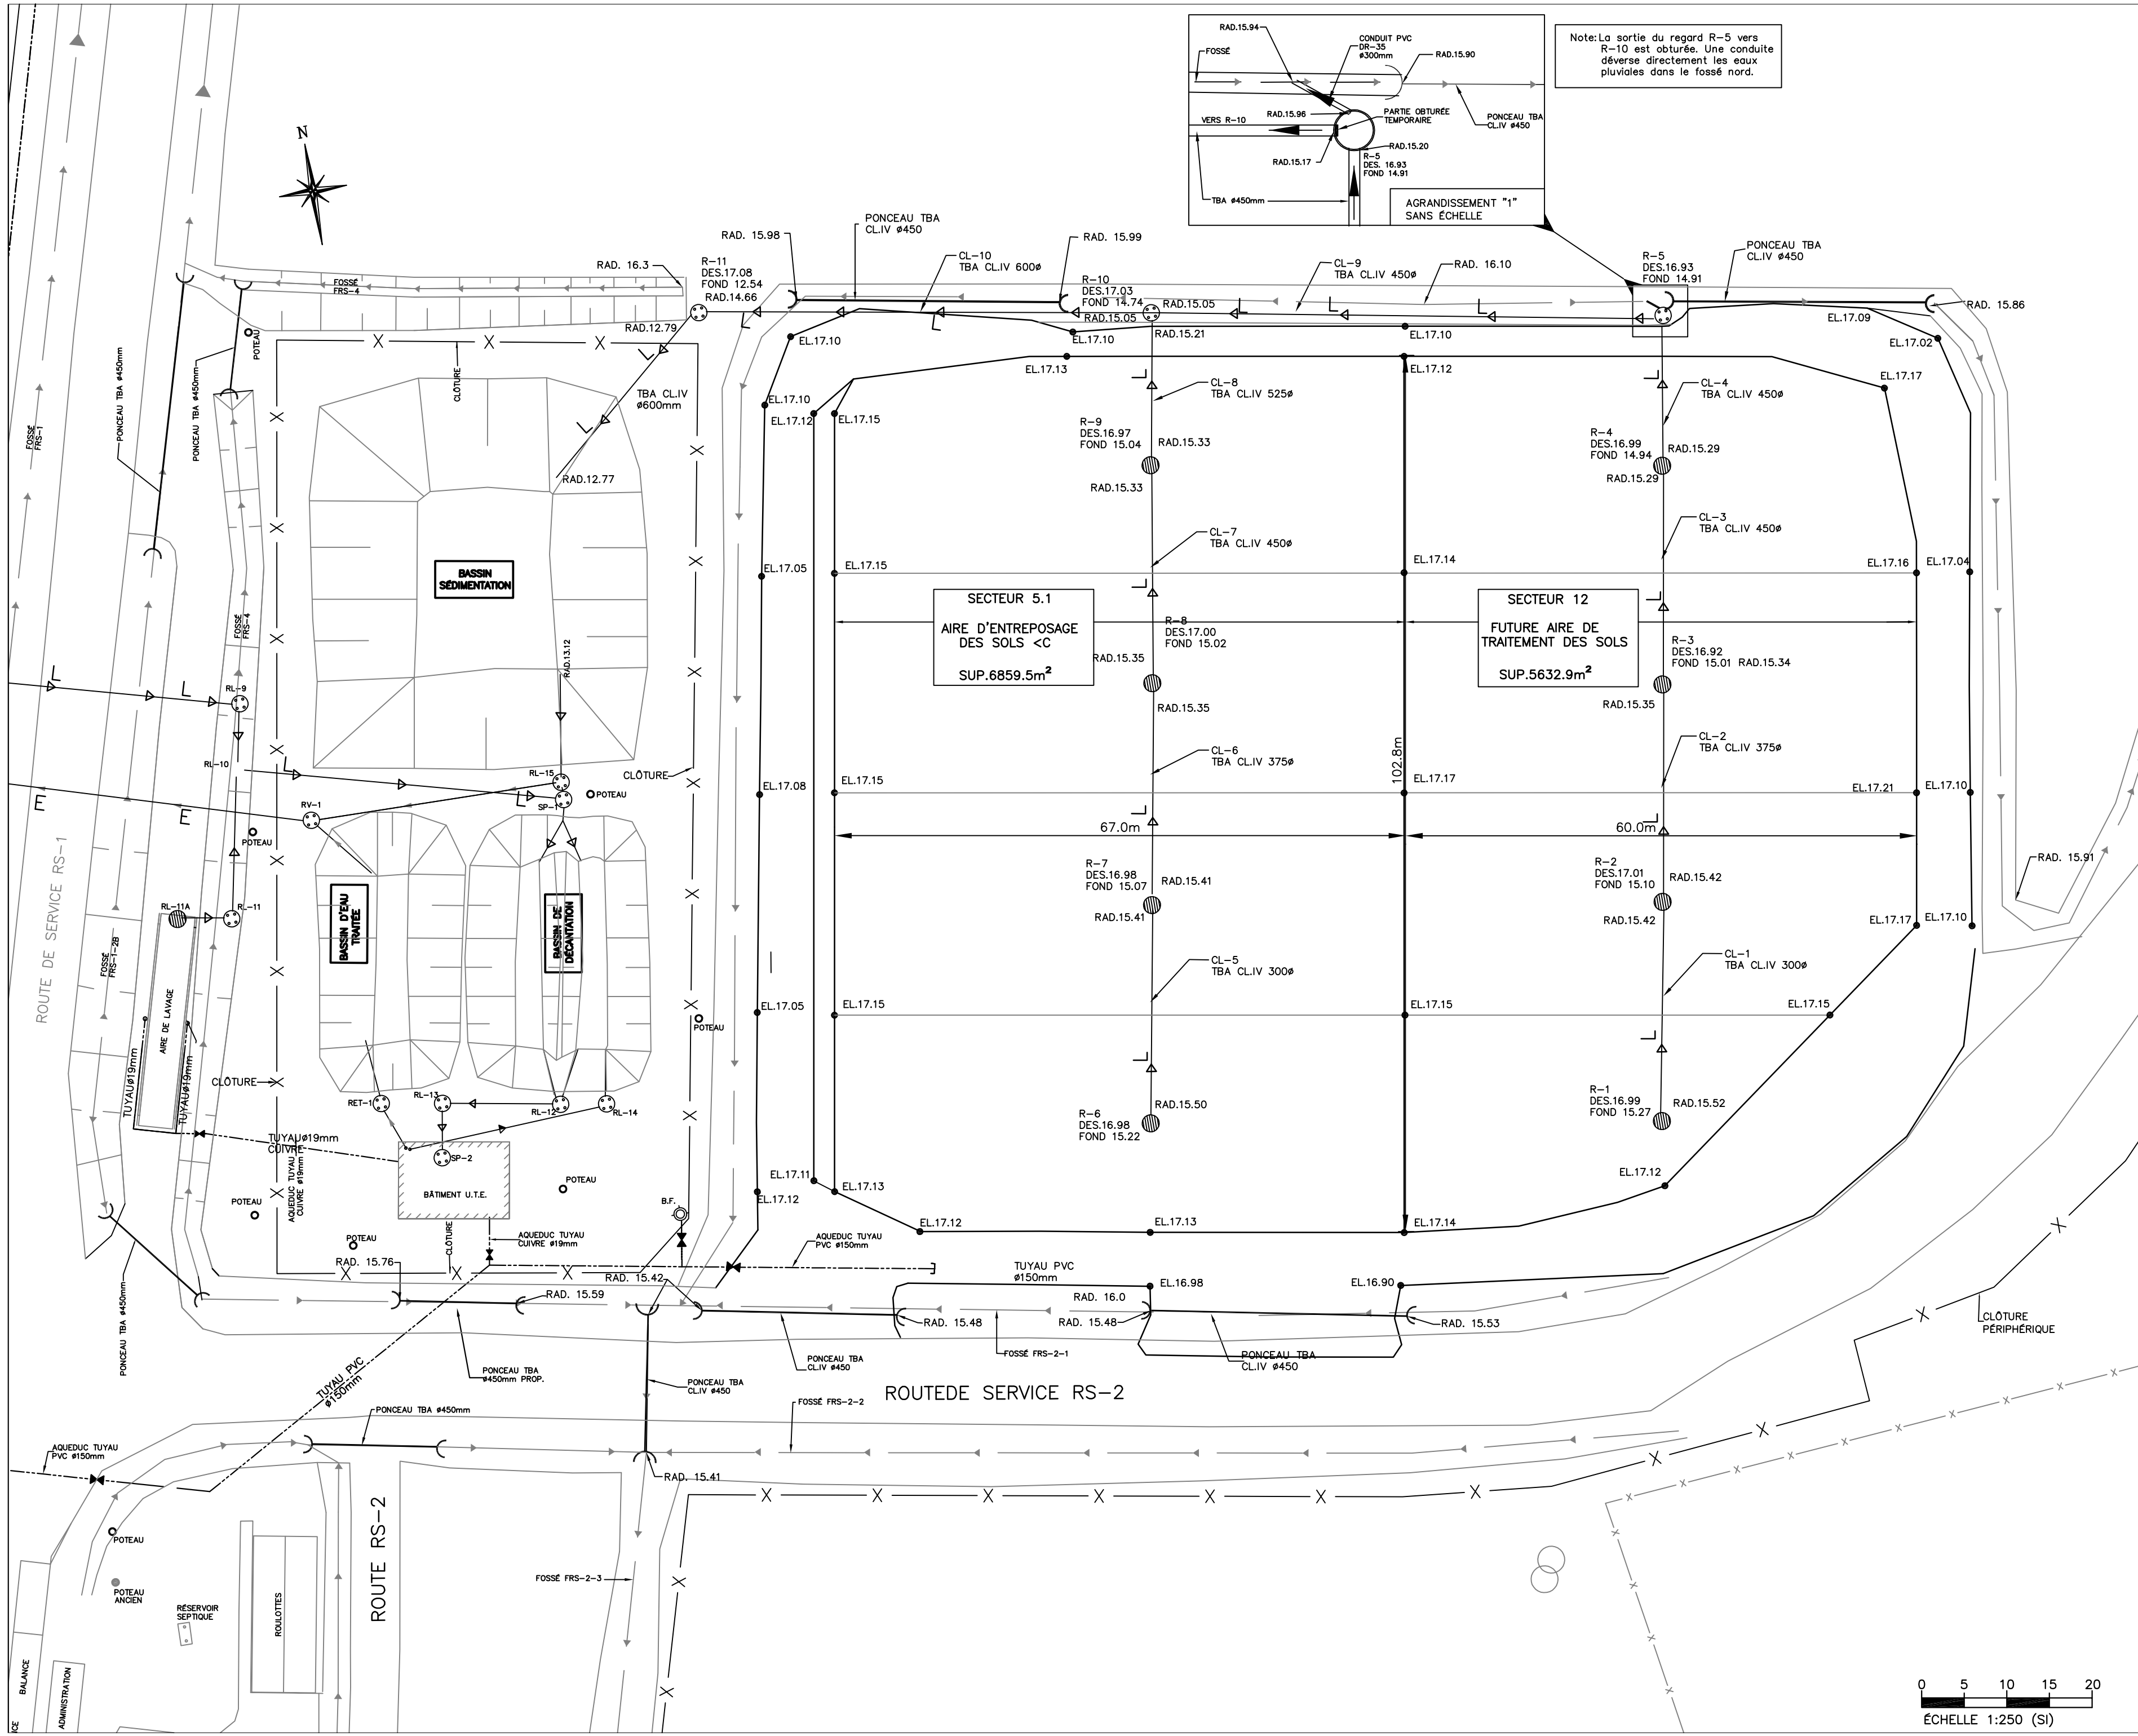 RAD.15.94
FOSSÉ
CONDUIT PVC
DR-35
ø300mm
RAD.15.90
RAD.15.96
VERS R-10
PARTIE OBTURÉE
TEMPORAIRE
PONCEAU TBA
CL.IV ø450
RAD.15.20
RAD.15.17
R-5
DES. 16.93
FOND 14.91
TBA ø450mm
AGRANDISSEMENT "1"
SANS ÉCHELLE
Note: La sortie du regard R-5 vers
R-10 est obturée. Une conduite
déverse directement les eaux
pluviales dans le fossé nord.
N
RAD. 16.3
R-11
DES.17.08
FOND 12.54
RAD.14.66
RAD. 15.98
PONCEAU TBA
CL.IV ø450
RAD. 15.99
CL-10
TBA CL.IV 600ø
R-10
DES.17.03
FOND 14.74
RAD.15.05
RAD.15.05
RAD.15.21
CL-9
TBA CL.IV 450ø
RAD. 16.10
R-5
DES.16.93
FOND 14.91
PONCEAU TBA
CL.IV ø450
RAD. 15.86
EL.17.09
EL.17.02
FOSSÉ
FRS-4
RAD.12.79
EL.17.10
EL.17.10
EL.17.10
EL.17.13
EL.17.12
EL.17.17
POTEAU
CLÔTURE
PONCEAU TBA ø450mm
PONCEAU TBA ø450mm
FOSSÉ
FRS-1
TBA CL.IV
ø600mm
EL.17.10
EL.17.12
EL.17.15
CL-8
TBA CL.IV 525ø
CL-4
TBA CL.IV 450ø
R-9
DES.16.97
FOND 15.04
RAD.15.33
RAD.15.33
R-4
DES.16.99
FOND 14.94
RAD.15.29
RAD.15.29
RAD.12.77
CL-7
TBA CL.IV 450ø
CL-3
TBA CL.IV 450ø
BASSIN
SÉDIMENTATION
EL.17.05
EL.17.15
EL.17.14
EL.17.16
EL.17.04
SECTEUR 5.1
AIRE D'ENTREPOSAGE
DES SOLS <C
SUP.6859.5m²
SECTEUR 12
FUTURE AIRE DE
TRAITEMENT DES SOLS
SUP.5632.9m²
R-8
DES.17.00
FOND 15.02
RAD.15.35
RAD.15.35
R-3
DES.16.92
FOND 15.01 RAD.15.34
RAD.15.35
FOSSÉ
FRS-4
RAD.13.12
L
L
RL-9
RL-10
L
RL-15
CLÔTURE
CL-6
TBA CL.IV 375ø
CL-2
TBA CL.IV 375ø
102.8m
E
E
RV-1
L
SP-1
POTEAU
EL.17.08
EL.17.15
EL.17.17
EL.17.21
EL.17.10
POTEAU
67.0m
60.0m
ROUTE DE SERVICE RS-1
BASSIN D'EAU
TRAITÉE
BASSIN DE
DÉCANTATION
R-7
DES.16.98
FOND 15.07
RAD.15.41
RAD.15.41
R-2
DES.17.01
FOND 15.10
RAD.15.42
RAD.15.42
RAD. 15.91
RL-11A
RL-11
FOSSÉ
FRS-1-2B
AIRE DE LAVAGE
EL.17.17
EL.17.10
CL-5
TBA CL.IV 300ø
CL-1
TBA CL.IV 300ø
EL.17.05
EL.17.15
EL.17.15
EL.17.15
POTEAU
TUYAUø19mm
TUYAUø19mm
CLÔTURE
RET-1
RL-13
RL-12
RL-14
R-6
DES.16.98
FOND 15.22
RAD.15.50
R-1
DES.16.99
FOND 15.27
RAD.15.52
TUYAUø19mm
CUIVRE
AQUEDUC TUYAU
CUIVRE ø19mm
SP-2
BÂTIMENT U.T.E.
POTEAU
POTEAU
B.F.
EL.17.11
EL.17.12
EL.17.13
EL.17.12
EL.17.12
EL.17.13
EL.17.14
POTEAU
CLÔTURE
AQUEDUC TUYAU
CUIVRE ø19mm
AQUEDUC TUYAU
PVC ø150mm
RAD. 15.76
RAD. 15.42
TUYAU PVC
ø150mm
EL.16.98
EL.16.90
RAD. 15.59
RAD. 16.0
RAD. 15.48
RAD. 15.48
RAD. 15.53
PONCEAU TBA ø450mm
FOSSÉ FRS-2-1
PONCEAU TBA
CL.IV ø450
PONCEAU TBA
CL.IV ø450
CLÔTURE
PÉRIPHÉRIQUE
PONCEAU TBA
ø450mm PROP.
PONCEAU TBA
CL.IV ø450
ROUTEDE SERVICE RS-2
TUYAU PVC
ø150mm
FOSSÉ FRS-2-2
PONCEAU TBA ø450mm
AQUEDUC TUYAU
PVC ø150mm
RAD. 15.41
POTEAU
ROUTE RS-2
POTEAU
ANCIEN
RÉSERVOIR
SEPTIQUE
ROULOTTES
FOSSÉ FRS-2-3
BALANCE
ADMINISTRATION
0 5 10 15 20
ÉCHELLE 1:250 (SI)